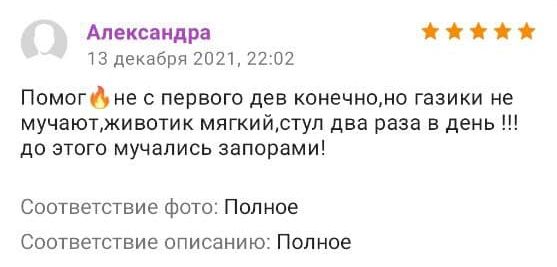 Александра
13 декабря 2021, 22:02
Помог🔥не с первого дев конечно,но газики не
мучают,животик мягкий,стул два раза в день !!!
до этого мучались запорами!
Соответствие фото: Полное
Соответствие описанию: Полное